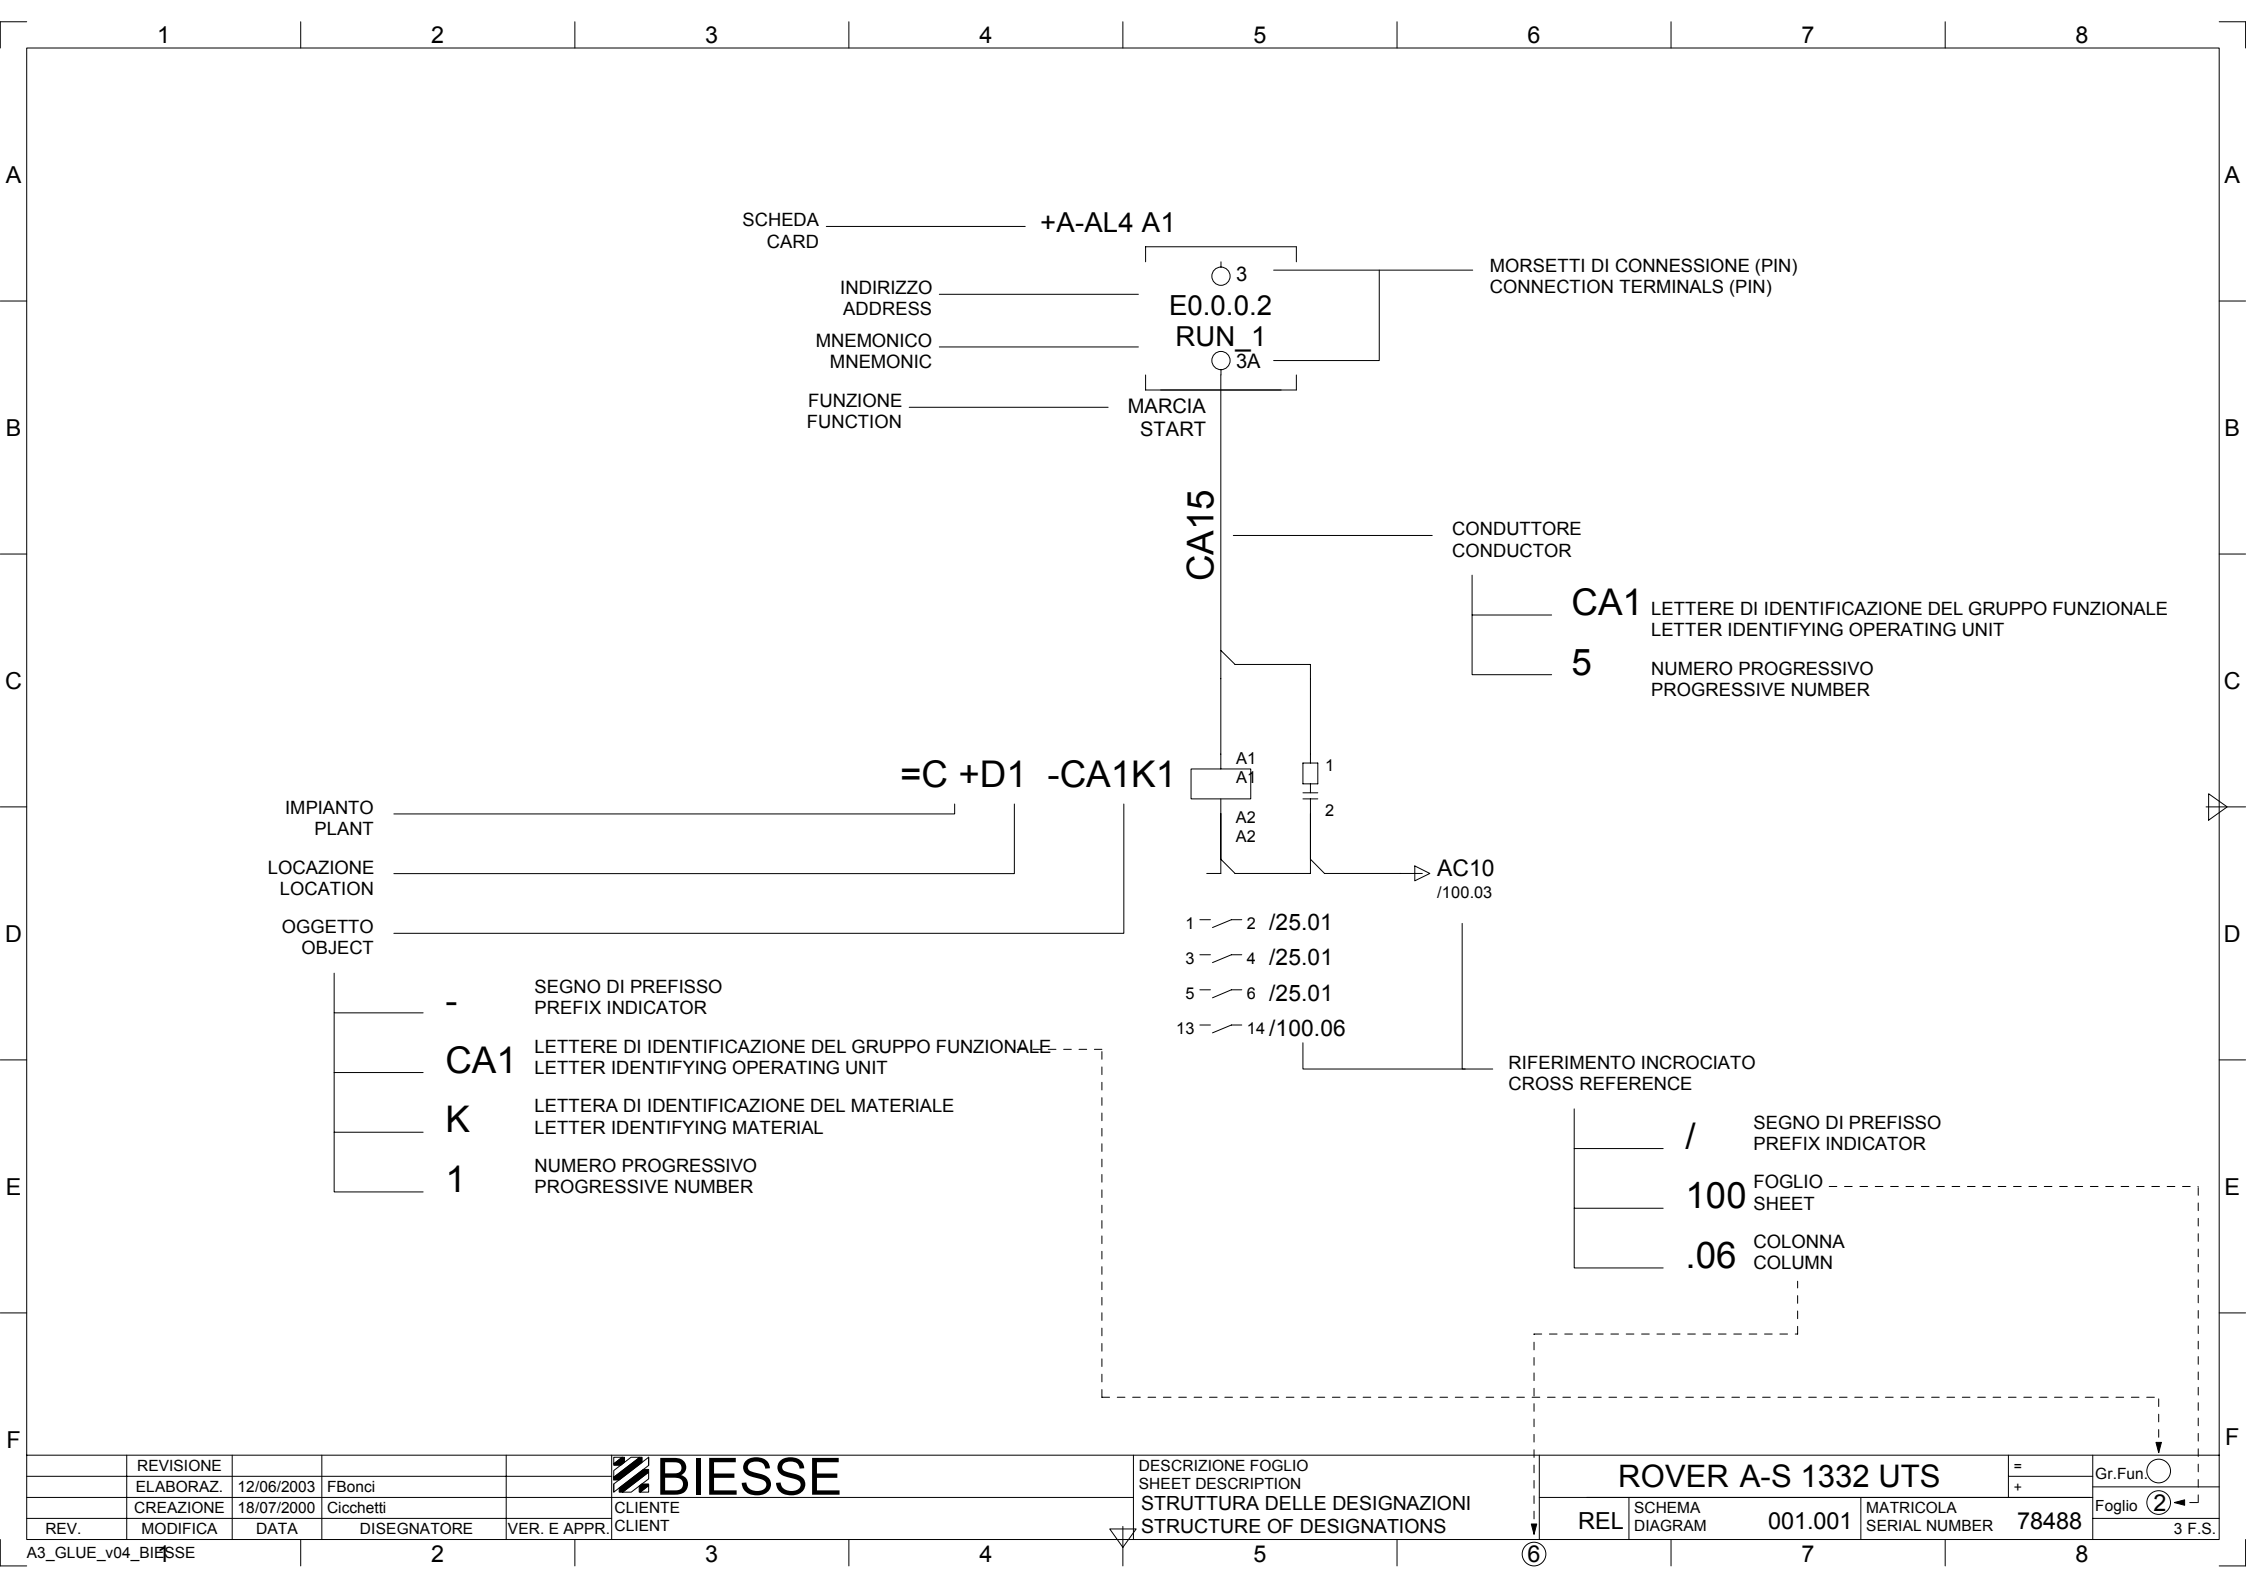 1 2 3 4 5 6 7 8
A A
SCHEDA
CARD
+A-AL4 A1
3
INDIRIZZO
ADDRESS
E0.0.0.2
MNEMONICO
MNEMONIC
RUN_1
3A
MORSETTI DI CONNESSIONE (PIN)
CONNECTION TERMINALS (PIN)
FUNZIONE
FUNCTION
MARCIA
START
B B
CA15
CONDUTTORE
CONDUCTOR
CA1 LETTERE DI IDENTIFICAZIONE DEL GRUPPO FUNZIONALE
LETTER IDENTIFYING OPERATING UNIT
5 NUMERO PROGRESSIVO
PROGRESSIVE NUMBER
C C
=C +D1 -CA1K1
A1
A1
A2
A2
1
2
IMPIANTO
PLANT
LOCAZIONE
LOCATION
OGGETTO
OBJECT
AC10
/100.03
D D
1 2 /25.01
3 4 /25.01
5 6 /25.01
13 14 /100.06
- SEGNO DI PREFISSO
PREFIX INDICATOR
CA1 LETTERE DI IDENTIFICAZIONE DEL GRUPPO FUNZIONALE
LETTER IDENTIFYING OPERATING UNIT
K LETTERA DI IDENTIFICAZIONE DEL MATERIALE
LETTER IDENTIFYING MATERIAL
1 NUMERO PROGRESSIVO
PROGRESSIVE NUMBER
RIFERIMENTO INCROCIATO
CROSS REFERENCE
/ SEGNO DI PREFISSO
PREFIX INDICATOR
100 FOGLIO
SHEET
.06 COLONNA
COLUMN
E E
F F
REVISIONE
ELABORAZ. 12/06/2003 FBonci
CREAZIONE 18/07/2000 Cicchetti
REV. MODIFICA DATA DISEGNATORE VER. E APPR.
BIESSE
CLIENTE
CLIENT
DESCRIZIONE FOGLIO
SHEET DESCRIPTION
STRUTTURA DELLE DESIGNAZIONI
STRUCTURE OF DESIGNATIONS
ROVER A-S 1332 UTS
REL
SCHEMA
DIAGRAM
001.001
MATRICOLA
SERIAL NUMBER
78488
=
+
Gr.Fun.
Foglio 2
3 F.S.
A3_GLUE_v04_BIESSE
1 2 3 4 5 6 7 8